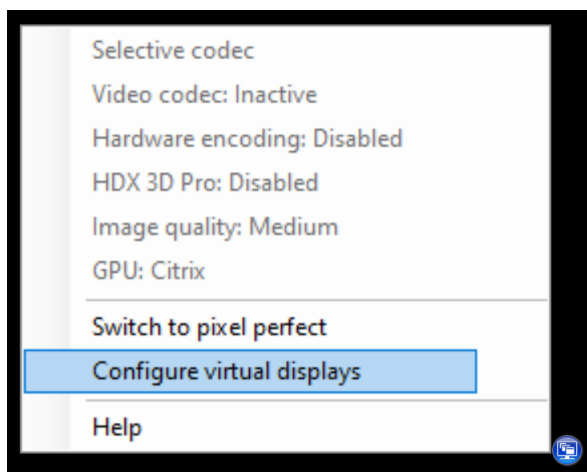 Selective codec
Video codec: Inactive
Hardware encoding: Disabled
HDX 3D Pro: Disabled
Image quality: Medium
GPU: Citrix
Switch to pixel perfect
Configure virtual displays
Help